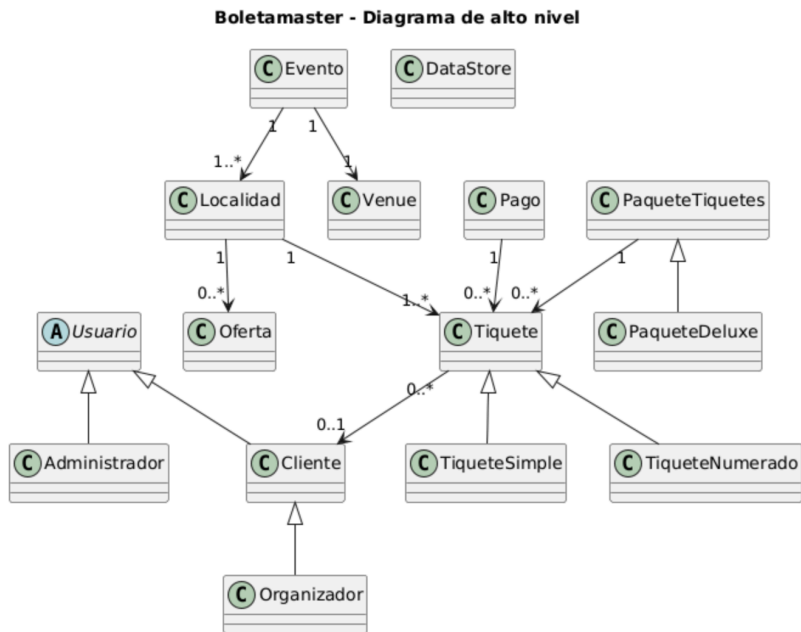 Boletamaster - Diagrama de alto nivel
C Evento
C DataStore
1
1
1..*
1
C Localidad
C Venue
C Pago
C PaqueteTiquetes
1
1
1
1
0..*
1..*
0..*
0..*
A Usuario
C Oferta
C Tiquete
C PaqueteDeluxe
0..*
0..1
C Administrador
C Cliente
C TiqueteSimple
C TiqueteNumerado
C Organizador